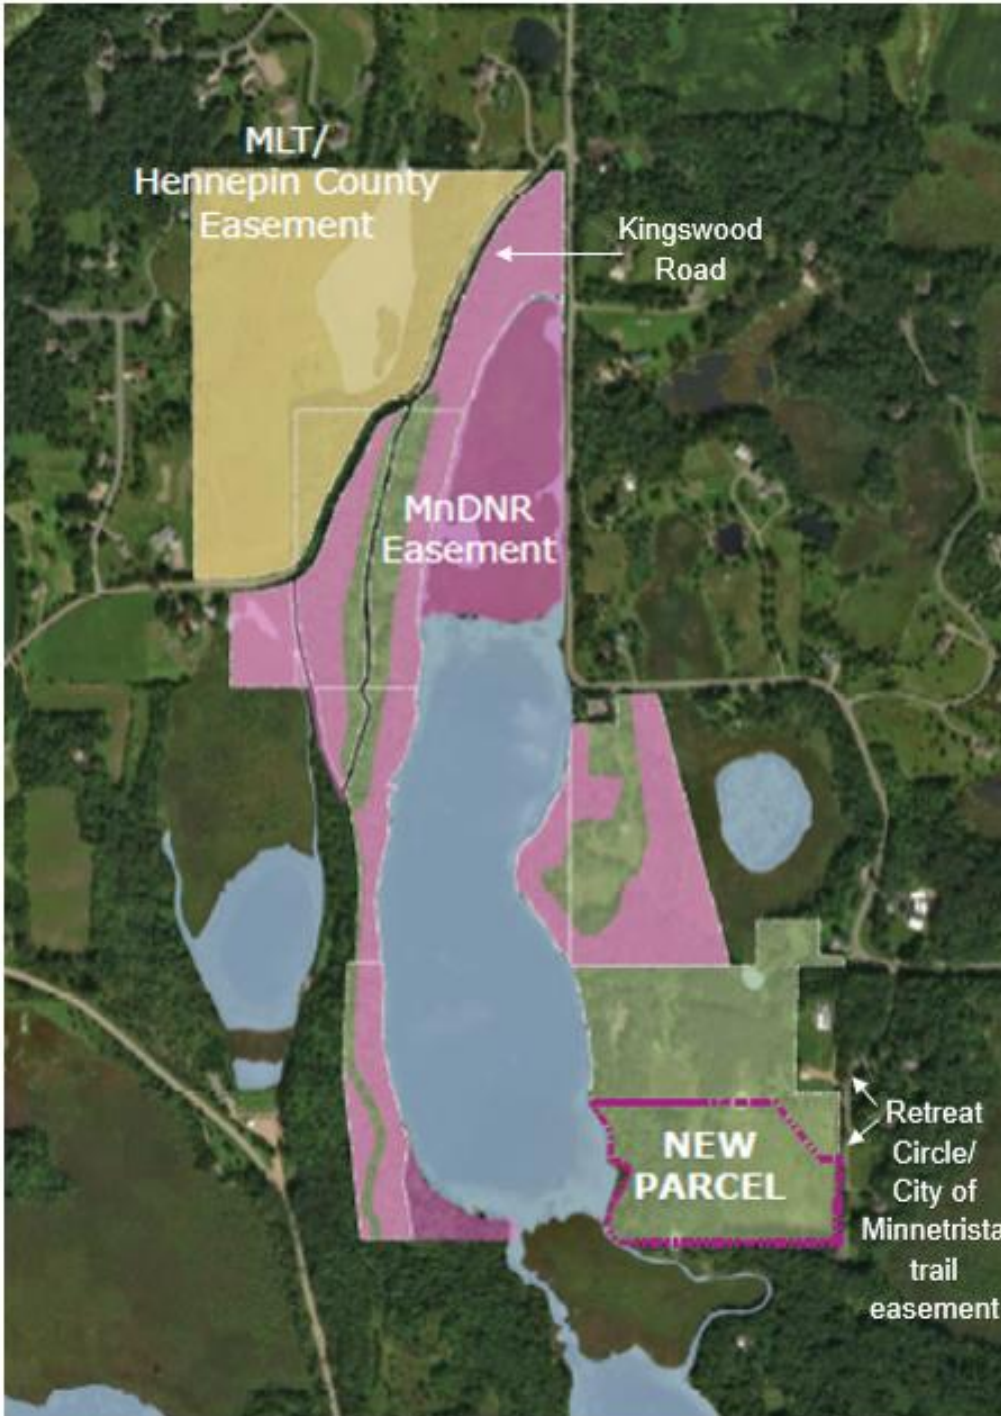 MLT/
Hennepin County
Easement
Kingswood
Road
MnDNR
Easement
NEW
PARCEL
Retreat
Circle/
City of
Minnetrista
trail
easement